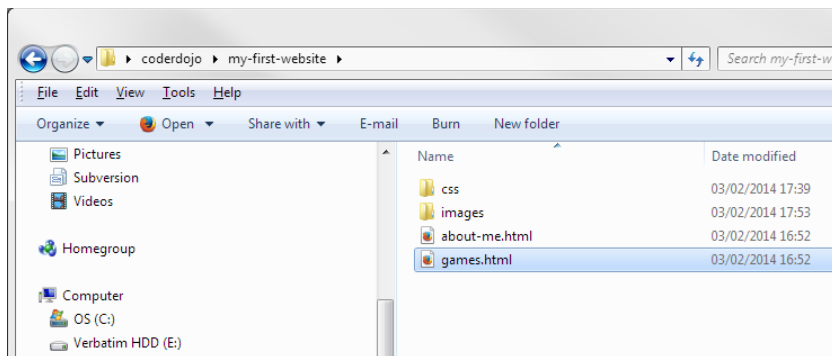 coderdojo my-first-website Search my-first-w
File Edit View Tools Help
Organize Open Share with E-mail Burn New folder
Pictures
Subversion
Videos
Homegroup
Computer
OS (C:)
Verbatim HDD (E:)
Name Date modified
css 03/02/2014 17:39
images 03/02/2014 17:53
about-me.html 03/02/2014 16:52
games.html 03/02/2014 16:52